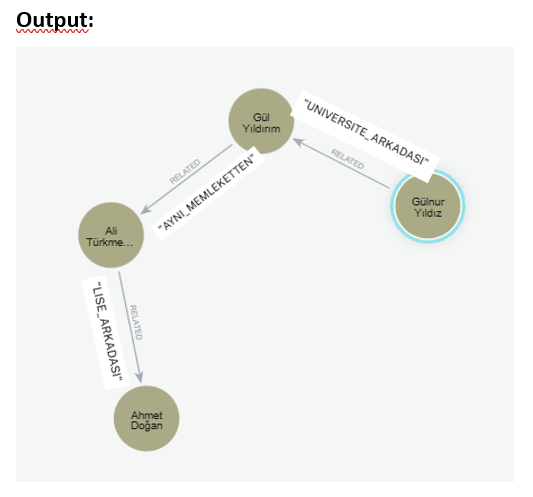 Output:
Gül
Yıldırım
"UNIVERSITE_ARKADASI"
RELATED
RELATED
"AYNI_MEMLEKETTEN"
Gülnur
Yıldız
Ali
Türkme...
"LISE_ARKADASI"
RELATED
Ahmet
Doğan